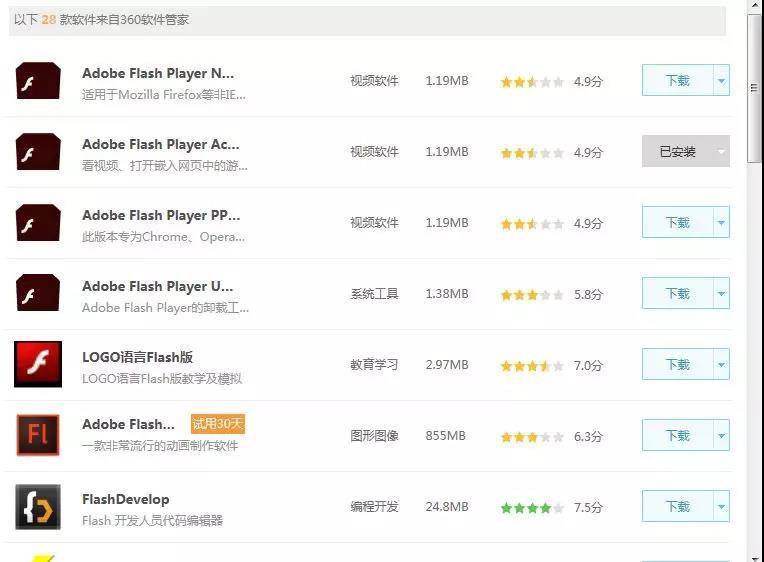 以下 28 款软件来自360软件管家
Adobe Flash Player N...
适用于Mozilla Firefox等非IE...
视频软件 1.19MB 4.9分 下载
Adobe Flash Player Ac...
看视频、打开嵌入网页中的游...
视频软件 1.19MB 4.9分 已安装
Adobe Flash Player PP...
此版本专为Chrome、Opera...
视频软件 1.19MB 4.9分 下载
Adobe Flash Player U...
Adobe Flash Player的卸载工...
系统工具 1.38MB 5.8分 下载
LOGO语言Flash版
LOGO语言Flash版教学及模拟
教育学习 2.97MB 7.0分 下载
Fl
Adobe Flash... 试用30天
一款非常流行的动画制作软件
图形图像 855MB 6.3分 下载
FlashDevelop
Flash 开发人员代码编辑器
编程开发 24.8MB 7.5分 下载